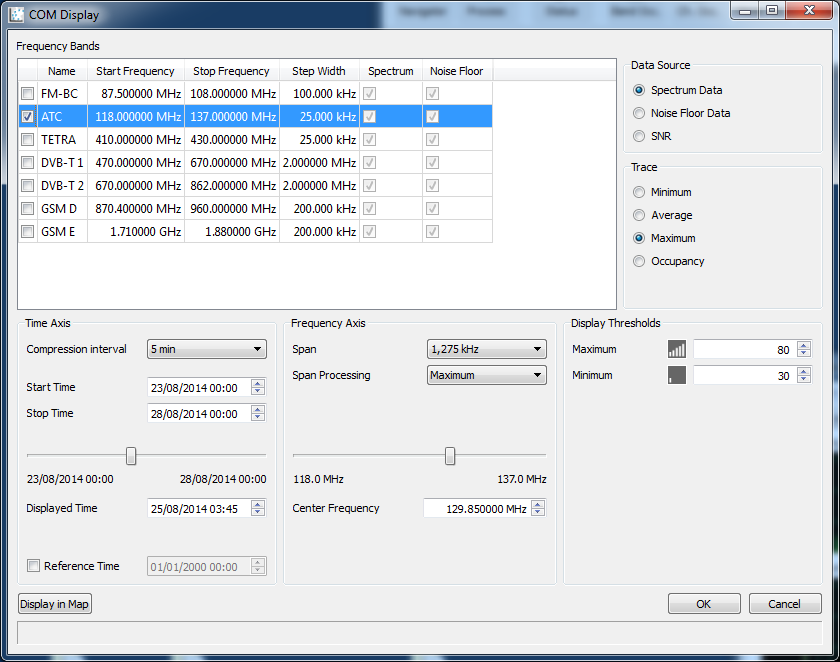 COM Display
Frequency Bands
Name Start Frequency Stop Frequency Step Width Spectrum Noise Floor
FM-BC 87.500000 MHz 108.000000 MHz 100.000 kHz
ATC 118.000000 MHz 137.000000 MHz 25.000 kHz
TETRA 410.000000 MHz 430.000000 MHz 25.000 kHz
DVB-T 1 470.000000 MHz 670.000000 MHz 2.000000 MHz
DVB-T 2 670.000000 MHz 862.000000 MHz 2.000000 MHz
GSM D 870.400000 MHz 960.000000 MHz 200.000 kHz
GSM E 1.710000 GHz 1.880000 GHz 200.000 kHz
Data Source
Spectrum Data
Noise Floor Data
SNR
Trace
Minimum
Average
Maximum
Occupancy
Time Axis
Compression interval 5 min
Start Time 23/08/2014 00:00
Stop Time 28/08/2014 00:00
23/08/2014 00:00 28/08/2014 00:00
Displayed Time 25/08/2014 03:45
Reference Time 01/01/2000 00:00
Frequency Axis
Span 1,275 kHz
Span Processing Maximum
118.0 MHz 137.0 MHz
Center Frequency 129.850000 MHz
Display Thresholds
Maximum 80
Minimum 30
Display in Map OK Cancel